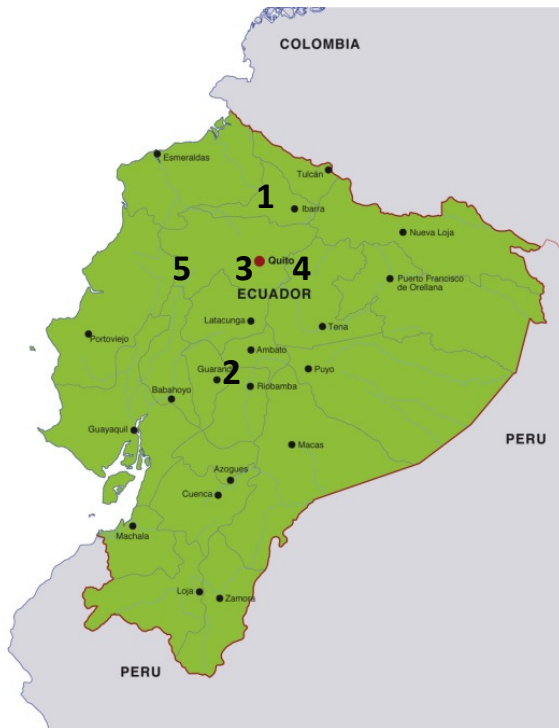 COLOMBIA
Esmeraldas
Tulcán
1
Ibarra
Nueva Loja
5
3
Quito
4
Puerto Francisco
de Orellana
ECUADOR
Latacunga
Tena
Portoviejo
Ambato
Guarand
2
Puyo
Riobamba
Babahoyo
Guayaquil
Macas
PERU
Azogues
Cuenca
Machala
Loja
Zamora
PERU